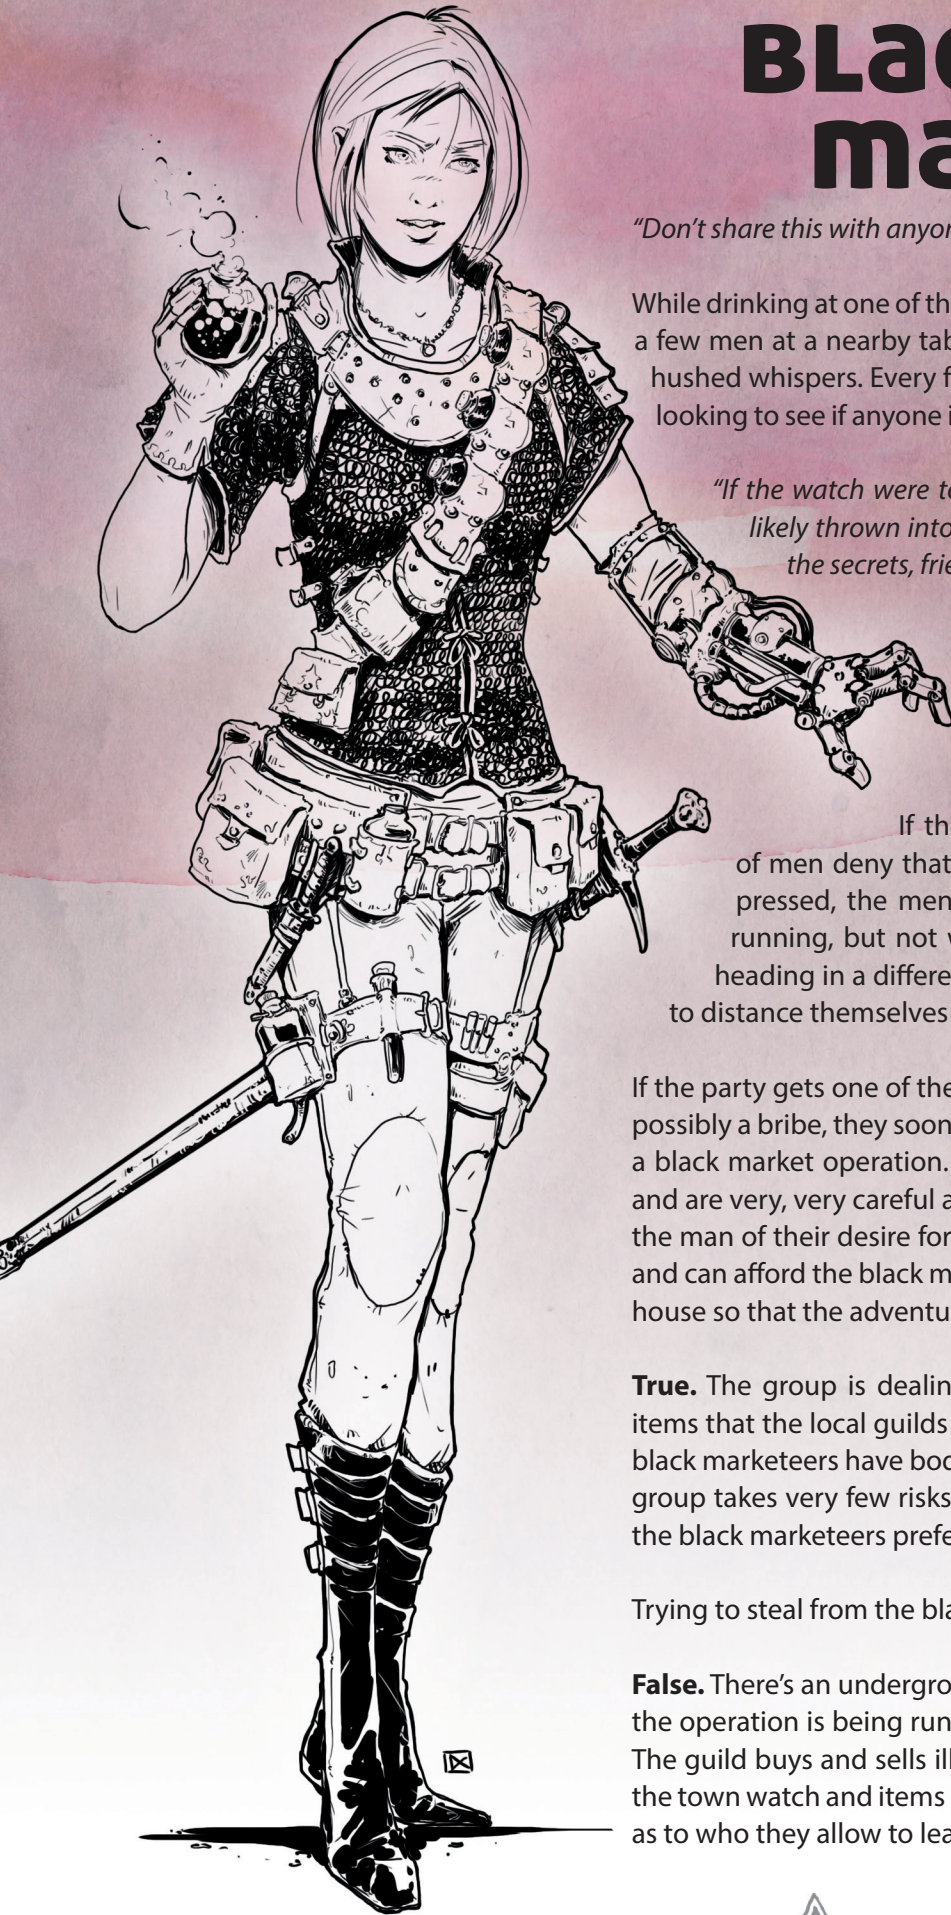 BLac
ma
“Don’t share this with anyon
While drinking at one of th
a few men at a nearby tab
hushed whispers. Every f
looking to see if anyone i
“If the watch were to
likely thrown into
the secrets, frie
If th
of men deny that
pressed, the men
running, but not w
heading in a differe
to distance themselves
If the party gets one of the
possibly a bribe, they soon
a black market operation.
and are very, very careful a
the man of their desire for
and can afford the black m
house so that the adventu
True. The group is dealin
items that the local guilds
black marketeers have bod
group takes very few risks
the black marketeers prefe
Trying to steal from the bla
False. There’s an undergro
the operation is being run
The guild buys and sells ill
the town watch and items
as to who they allow to lea